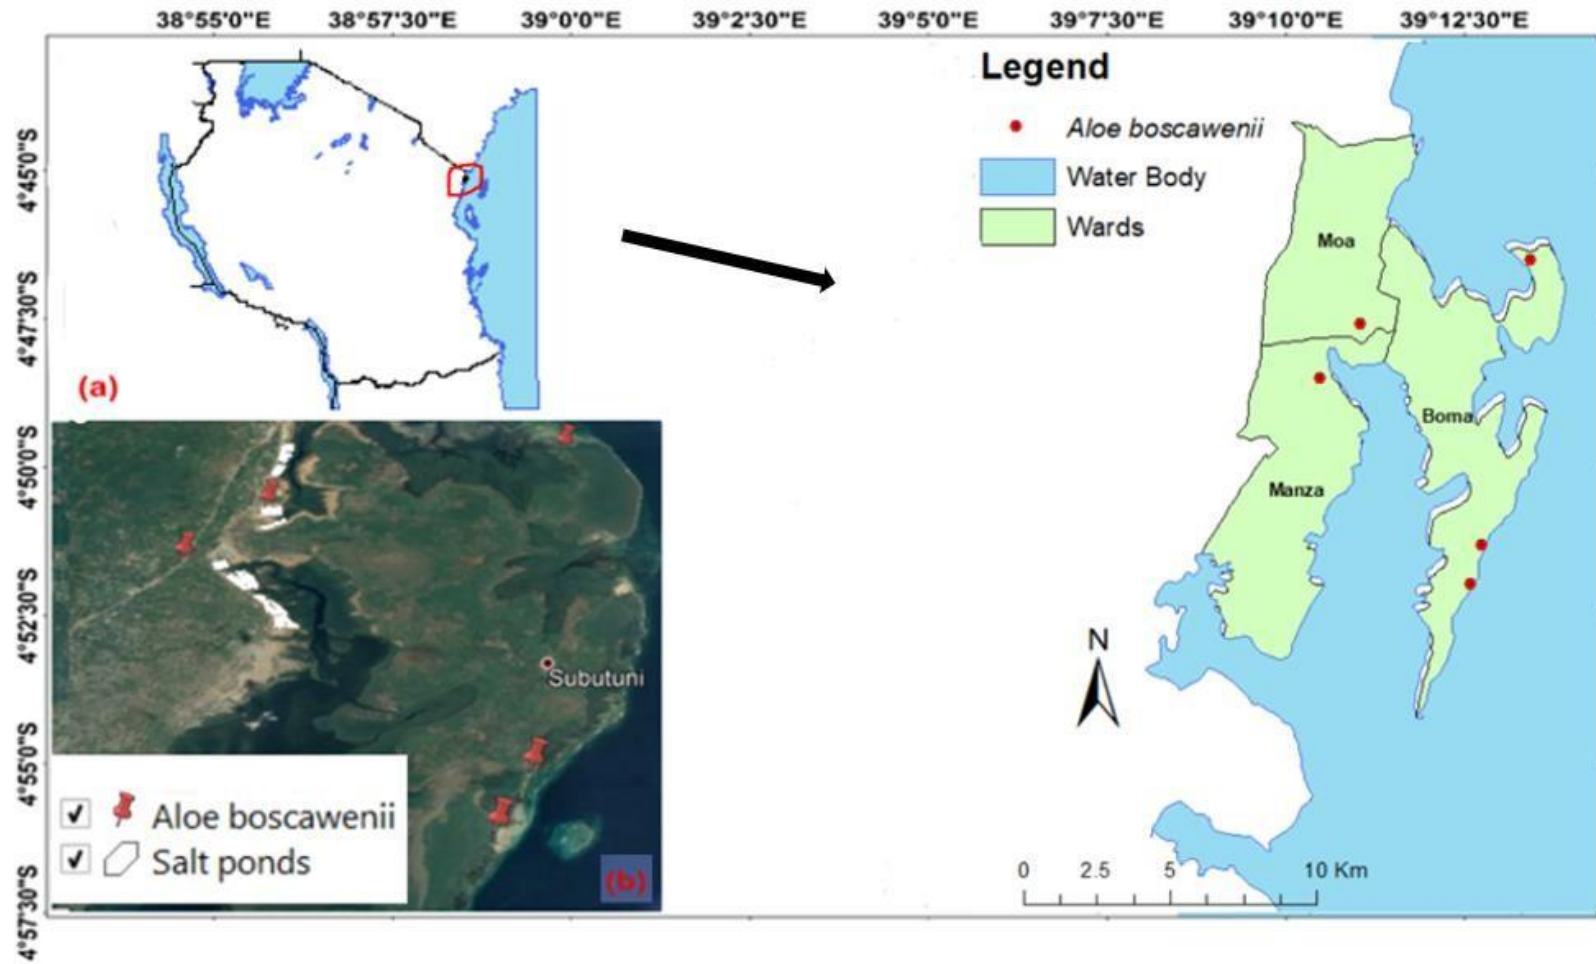 38°55'0"E 38°57'30"E 39°0'0"E 39°2'30"E 39°5'0"E 39°7'30"E 39°10'0"E 39°12'30"E
4°45'0"S
4°47'30"S
4°50'0"S
4°52'30"S
4°55'0"S
4°57'30"S
(a)
Legend
Aloe boscawenii
Water Body
Wards
Moa
Boma
Manza
N
0 2.5 5 10 Km
Subutuni
Aloe boscawenii
Salt ponds
(b)